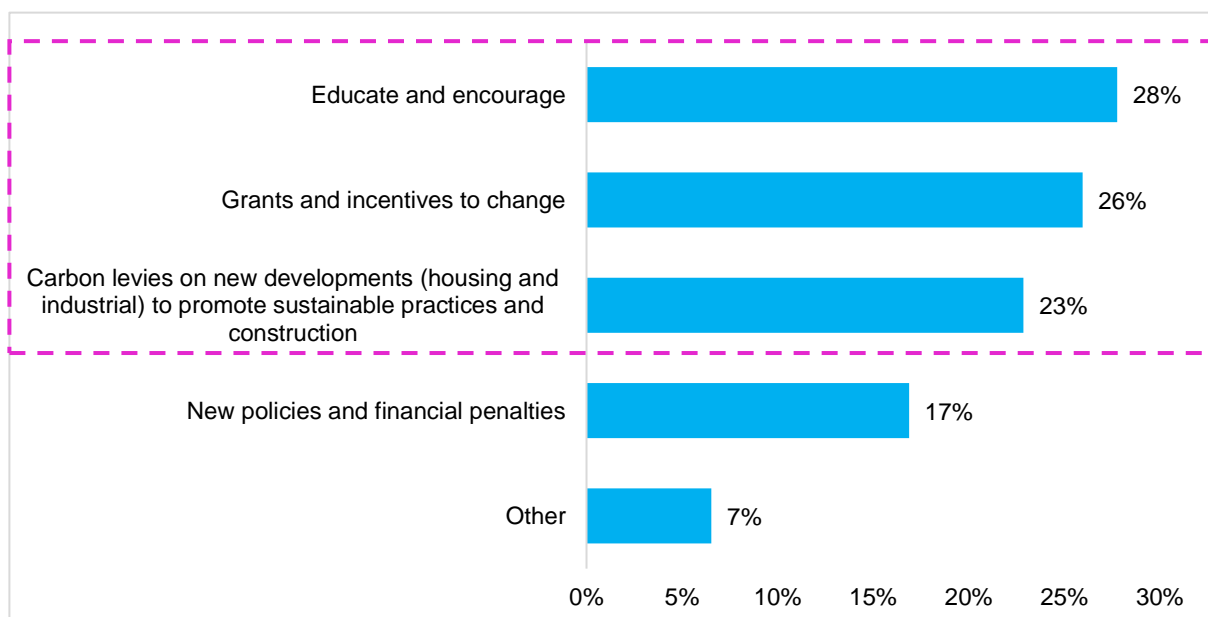 Educate and encourage
28%
Grants and incentives to change
26%
Carbon levies on new developments (housing and
industrial) to promote sustainable practices and
construction
23%
New policies and financial penalties
17%
Other
7%
0% 5% 10% 15% 20% 25% 30%